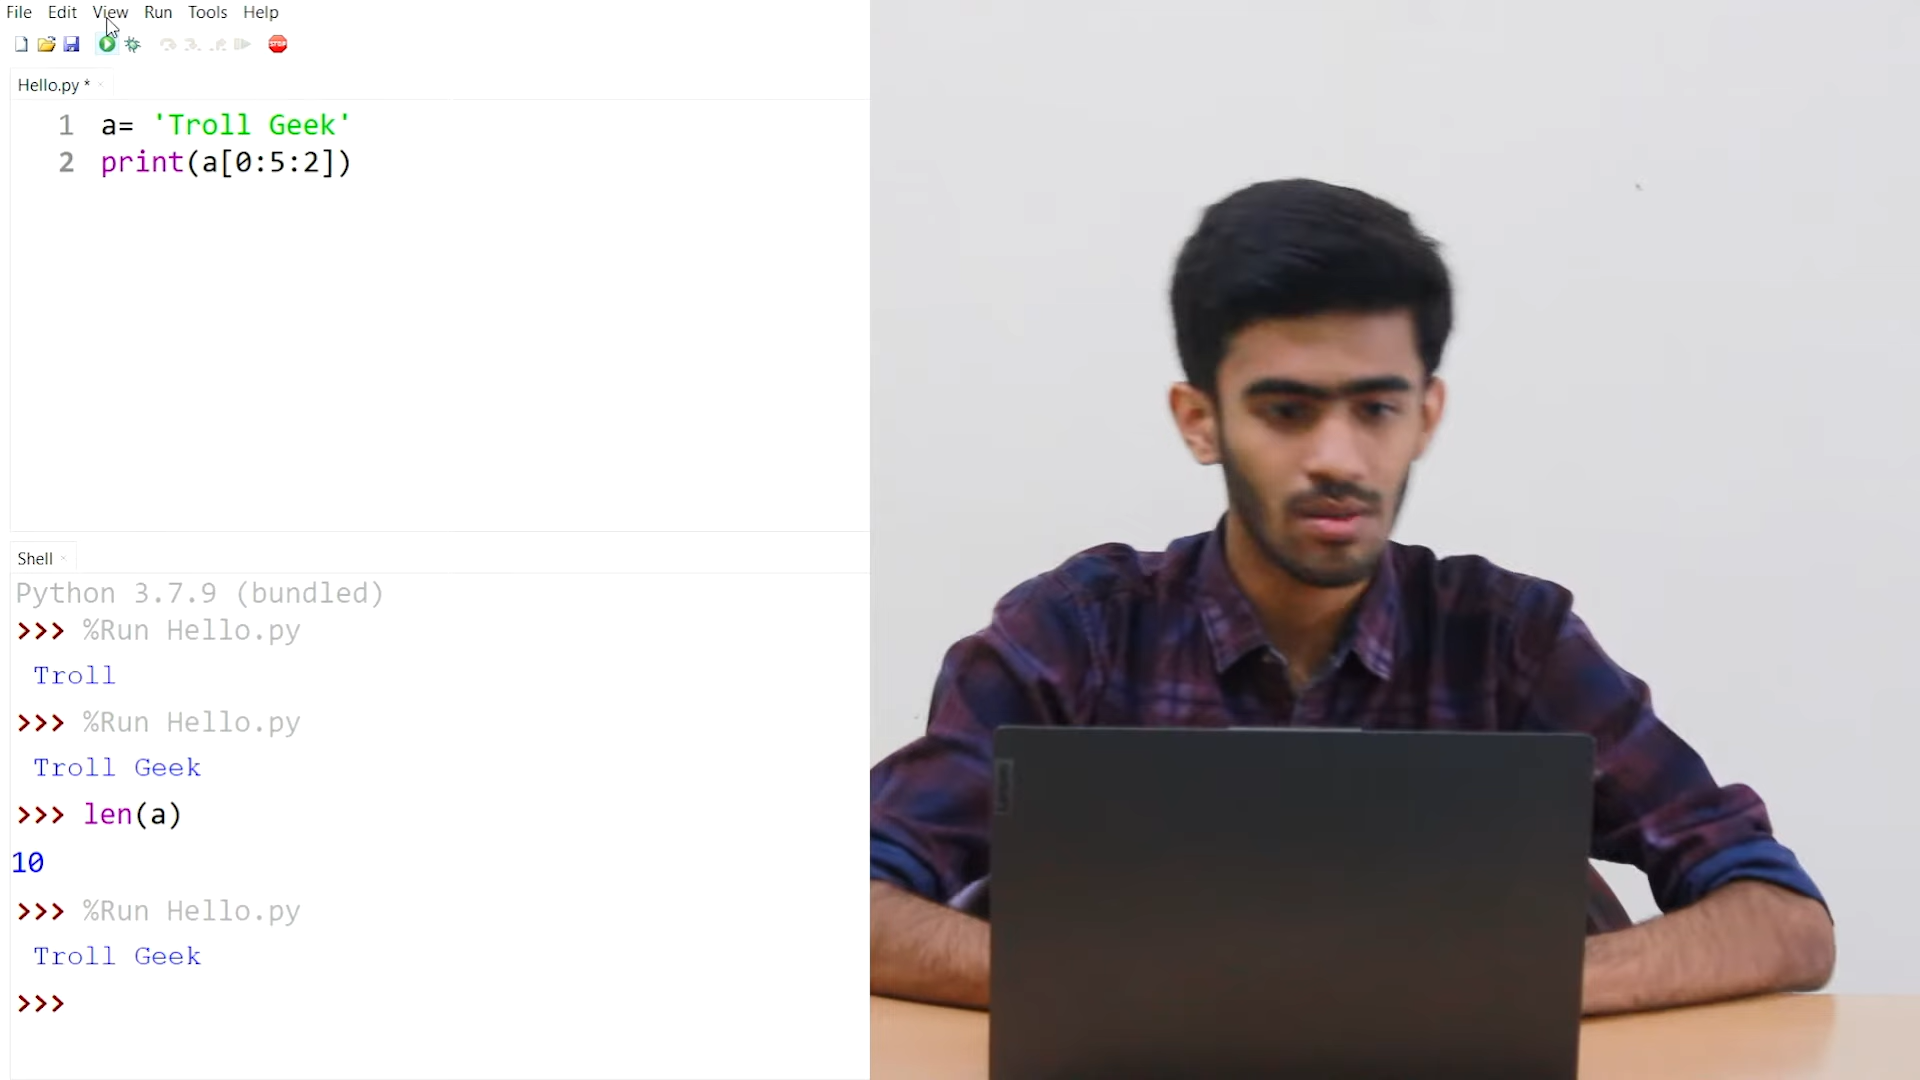 File Edit View Run Tools Help
STOP
Hello.py *
1 a= 'Troll Geek'
2 print(a[0:5:2])
Shell
Python 3.7.9 (bundled)
>>> %Run Hello.py
Troll
>>> %Run Hello.py
Troll Geek
>>> len(a)
10
>>> %Run Hello.py
Troll Geek
>>>